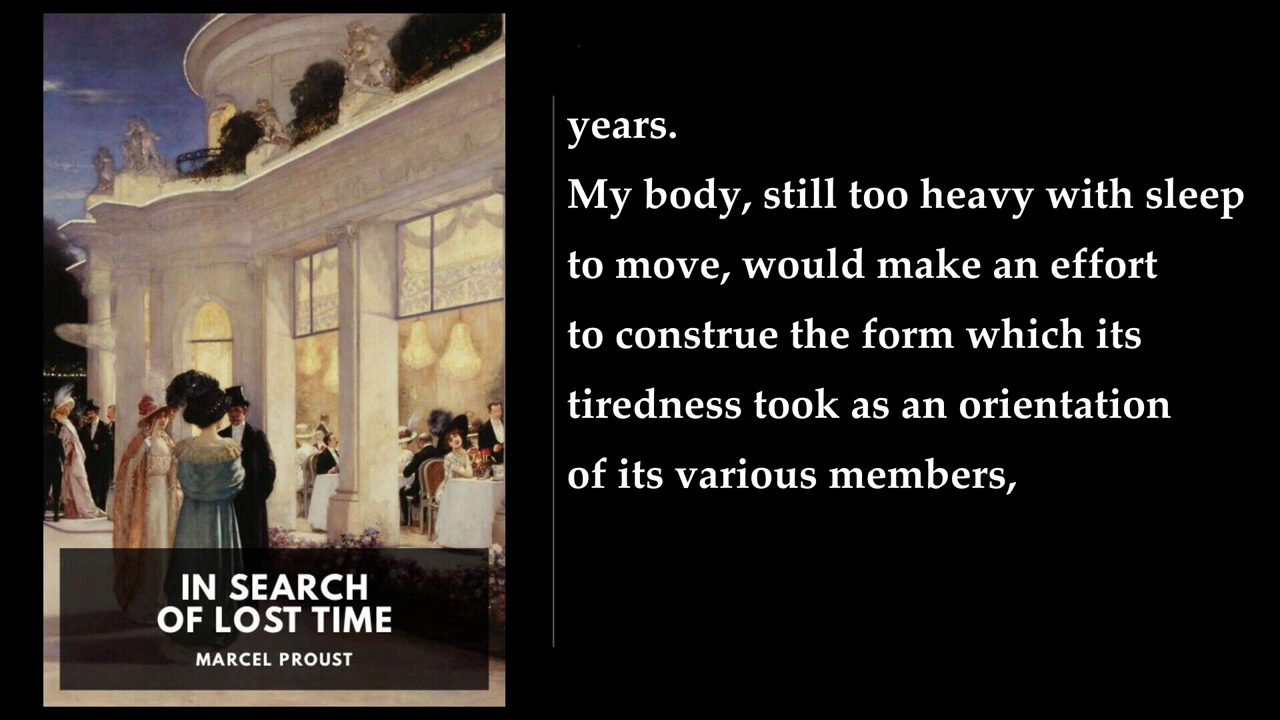 years.
My body, still too heavy with sleep
to move, would make an effort
to construe the form which its
tiredness took as an orientation
of its various members,
IN SEARCH
OF LOST TIME
MARCEL PROUST